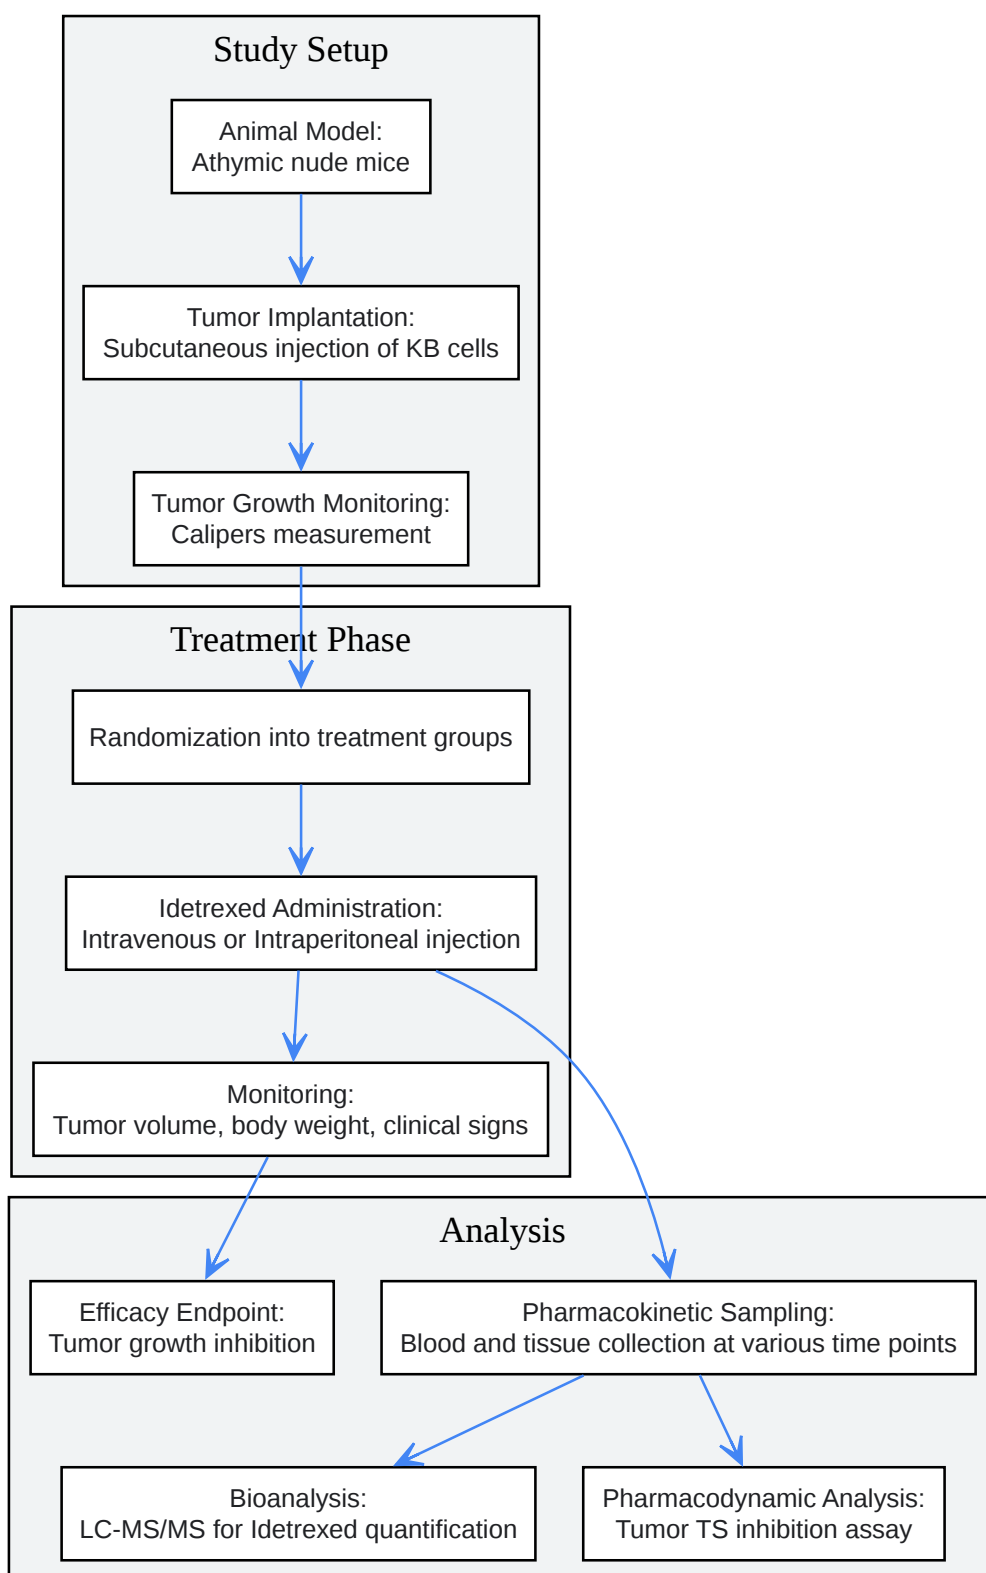 Study Setup
Animal Model:
Athymic nude mice
Tumor Implantation:
Subcutaneous injection of KB cells
Tumor Growth Monitoring:
Calipers measurement
Treatment Phase
Randomization into treatment groups
Idetrexed Administration:
Intravenous or Intraperitoneal injection
Monitoring:
Tumor volume, body weight, clinical signs
Analysis
Efficacy Endpoint:
Tumor growth inhibition
Pharmacokinetic Sampling:
Blood and tissue collection at various time points
Bioanalysis:
LC-MS/MS for Idetrexed quantification
Pharmacodynamic Analysis:
Tumor TS inhibition assay